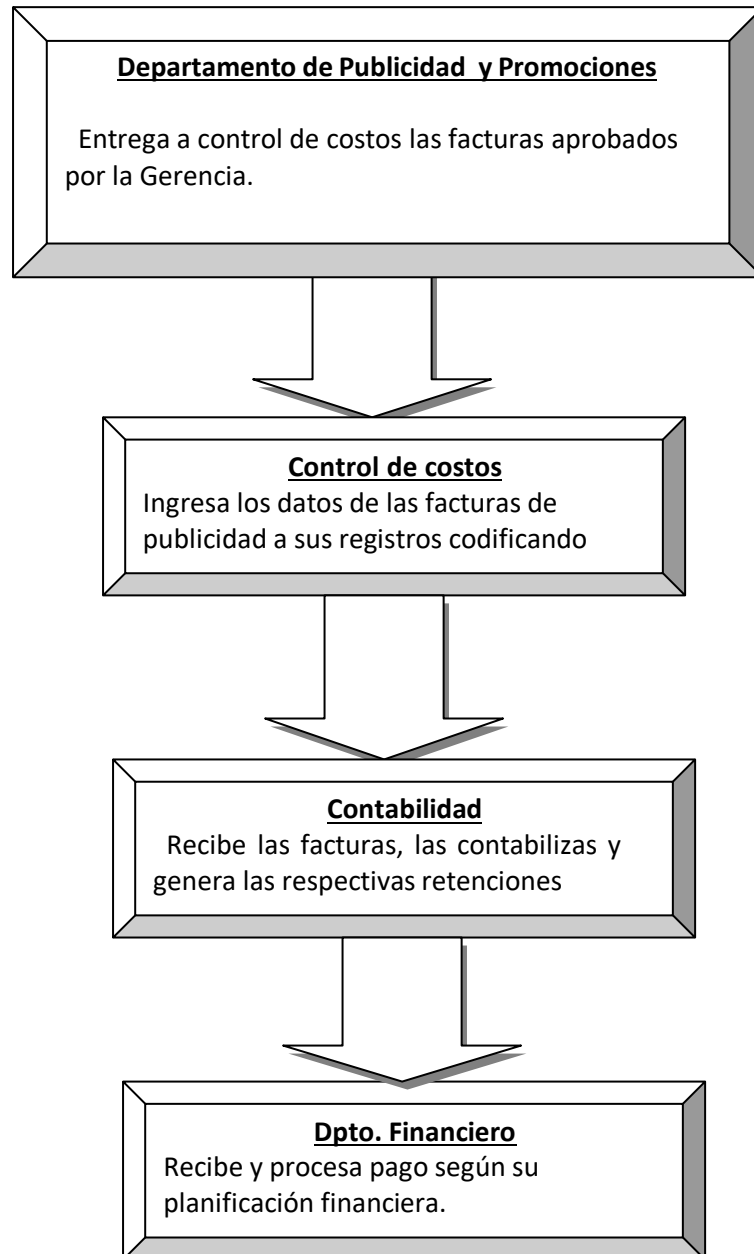 Departamento de Publicidad y Promociones
Entrega a control de costos las facturas aprobados
por la Gerencia.
Control de costos
Ingresa los datos de las facturas de
publicidad a sus registros codificando
Contabilidad
Recibe las facturas, las contabilizas y
genera las respectivas retenciones
Dpto. Financiero
Recibe y procesa pago según su
planificación financiera.